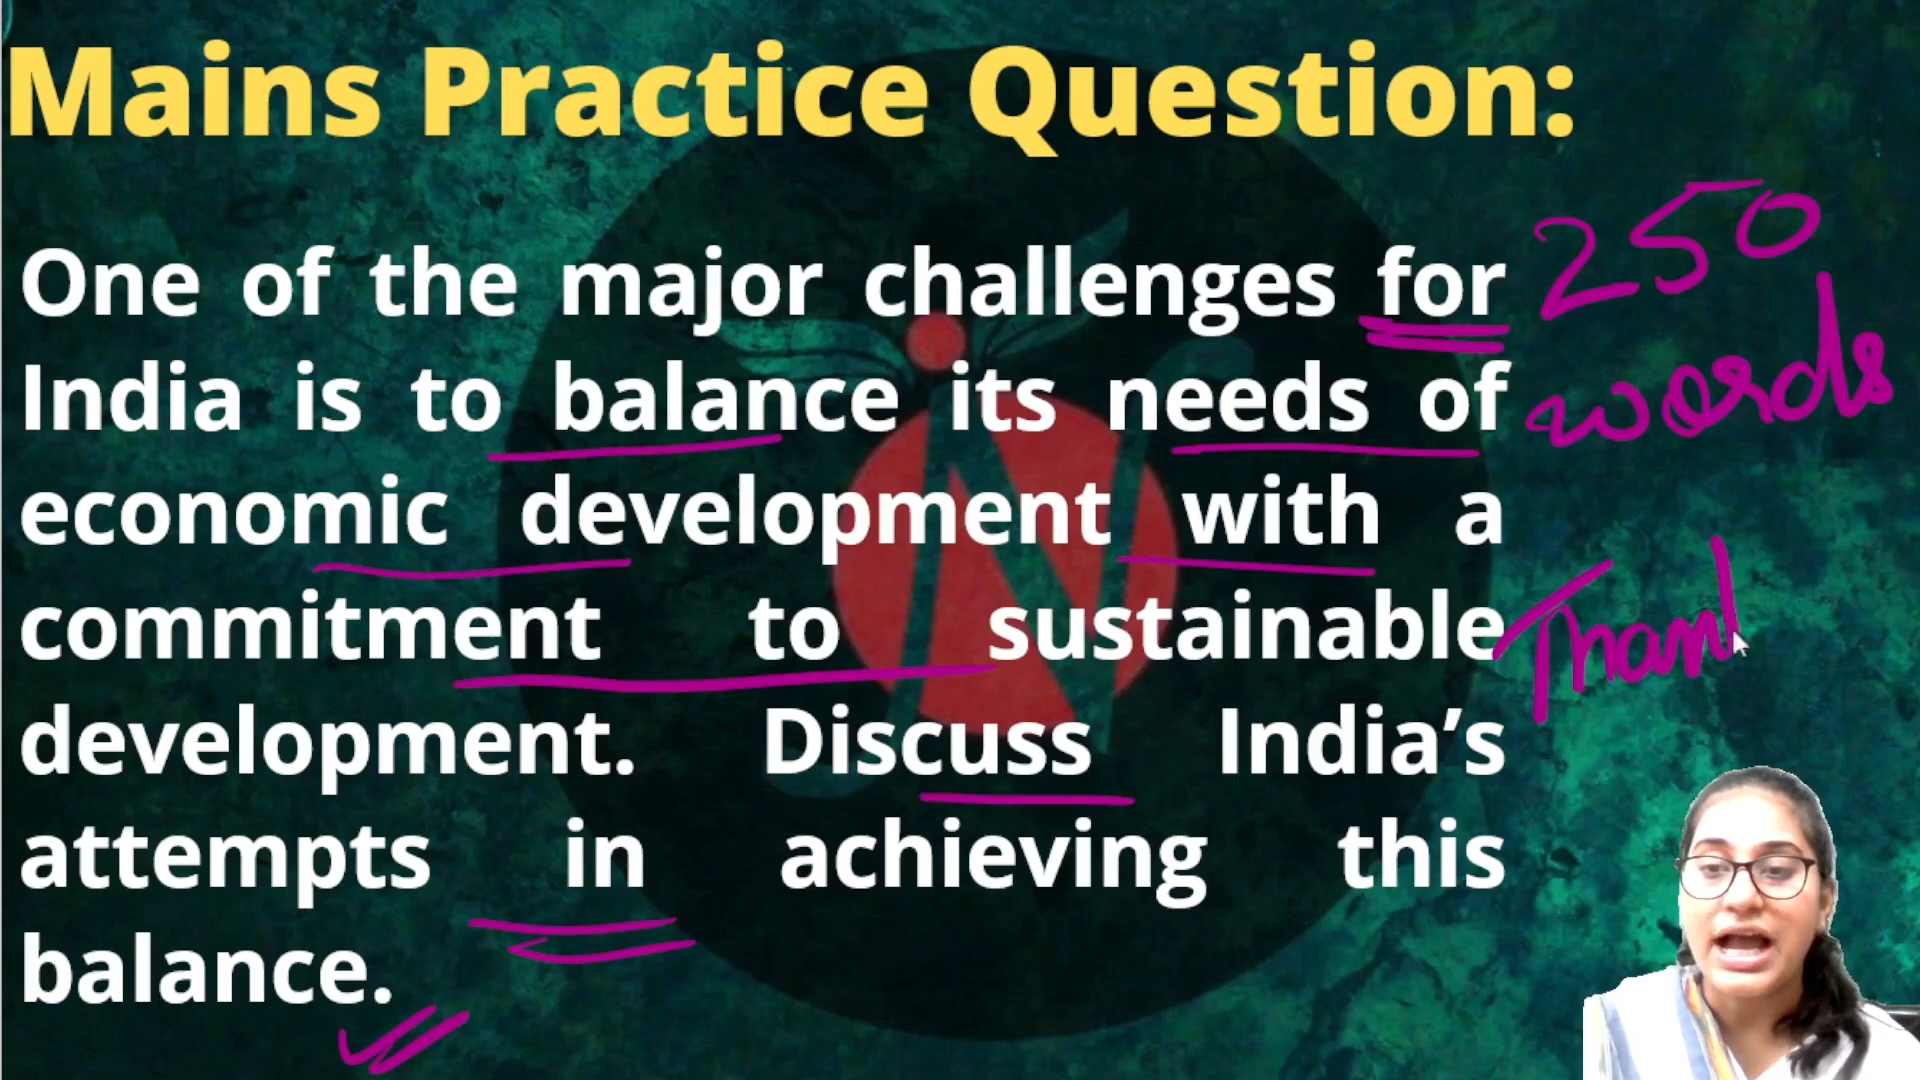 Mains Practice Question:
One of the major challenges for
India is to balance its needs of
economic development with a
commitment to sustainable
development. Discuss India’s
attempts in achieving this
balance.
250
words
Thank